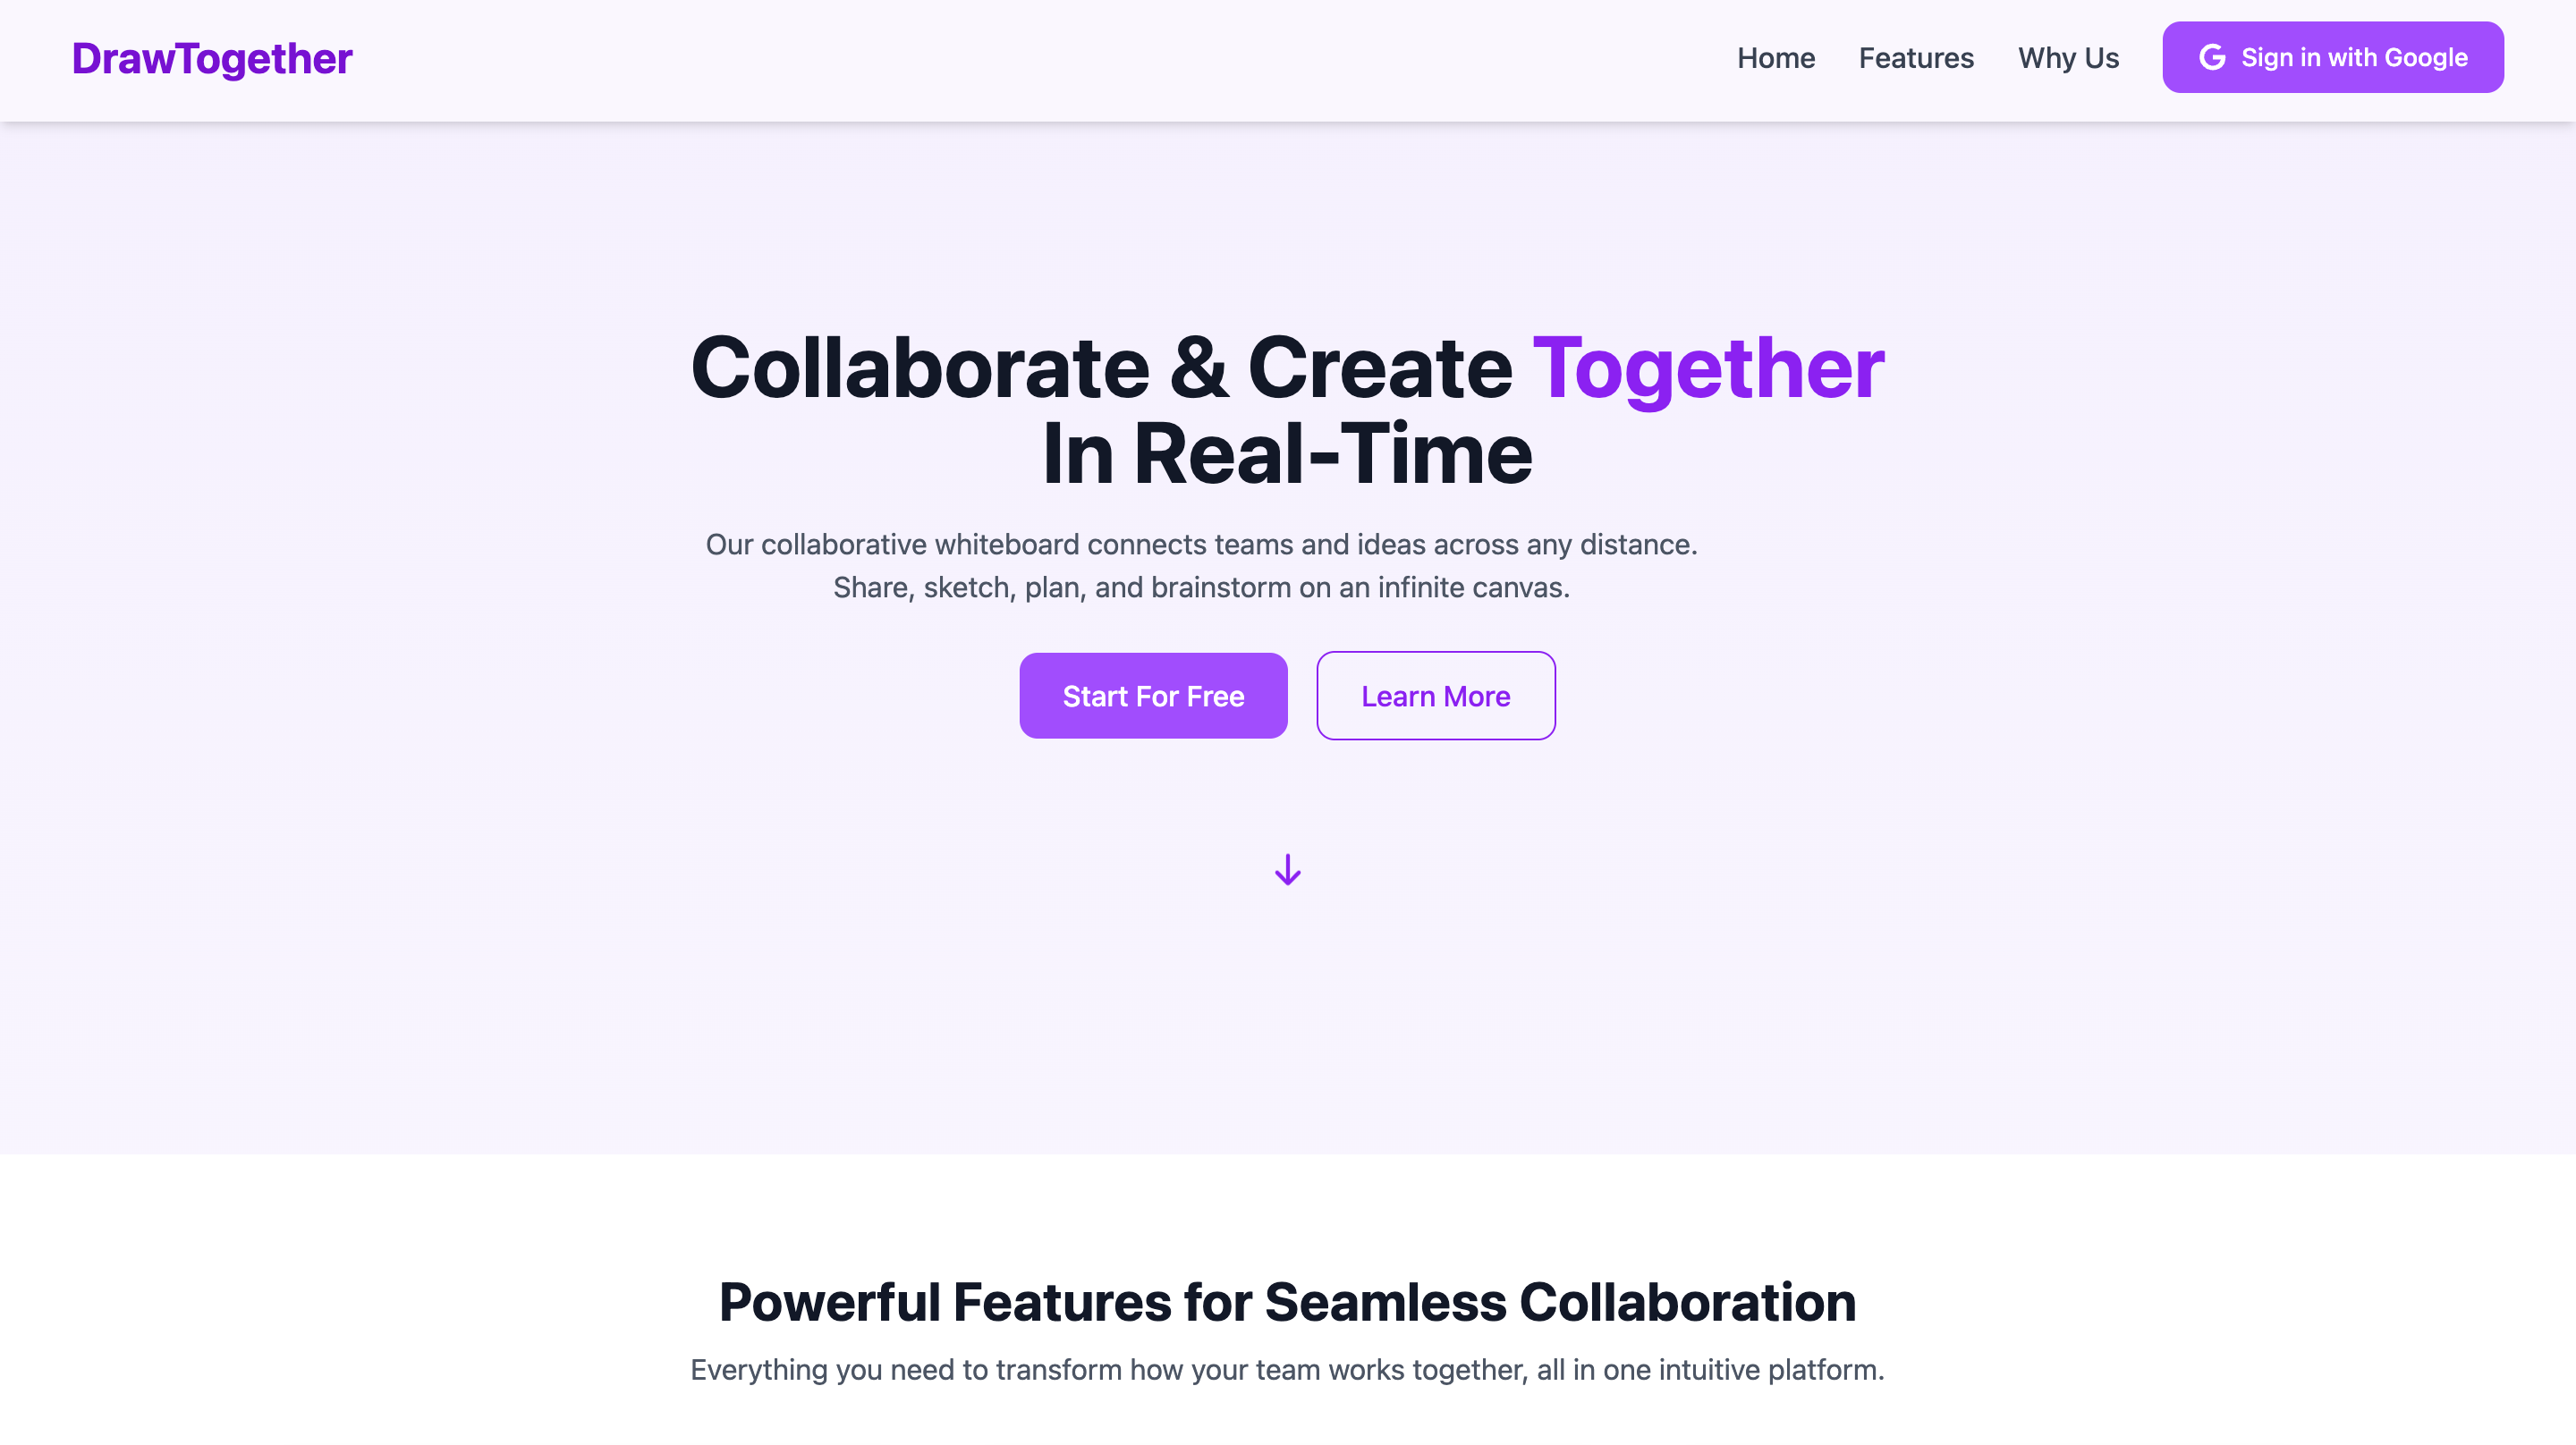 DrawTogether
Home
Features
Why Us
Sign in with Google
Collaborate & Create Together
In Real-Time
Our collaborative whiteboard connects teams and ideas across any distance.
Share, sketch, plan, and brainstorm on an infinite canvas.
Start For Free
Learn More
Powerful Features for Seamless Collaboration
Everything you need to transform how your team works together, all in one intuitive platform.